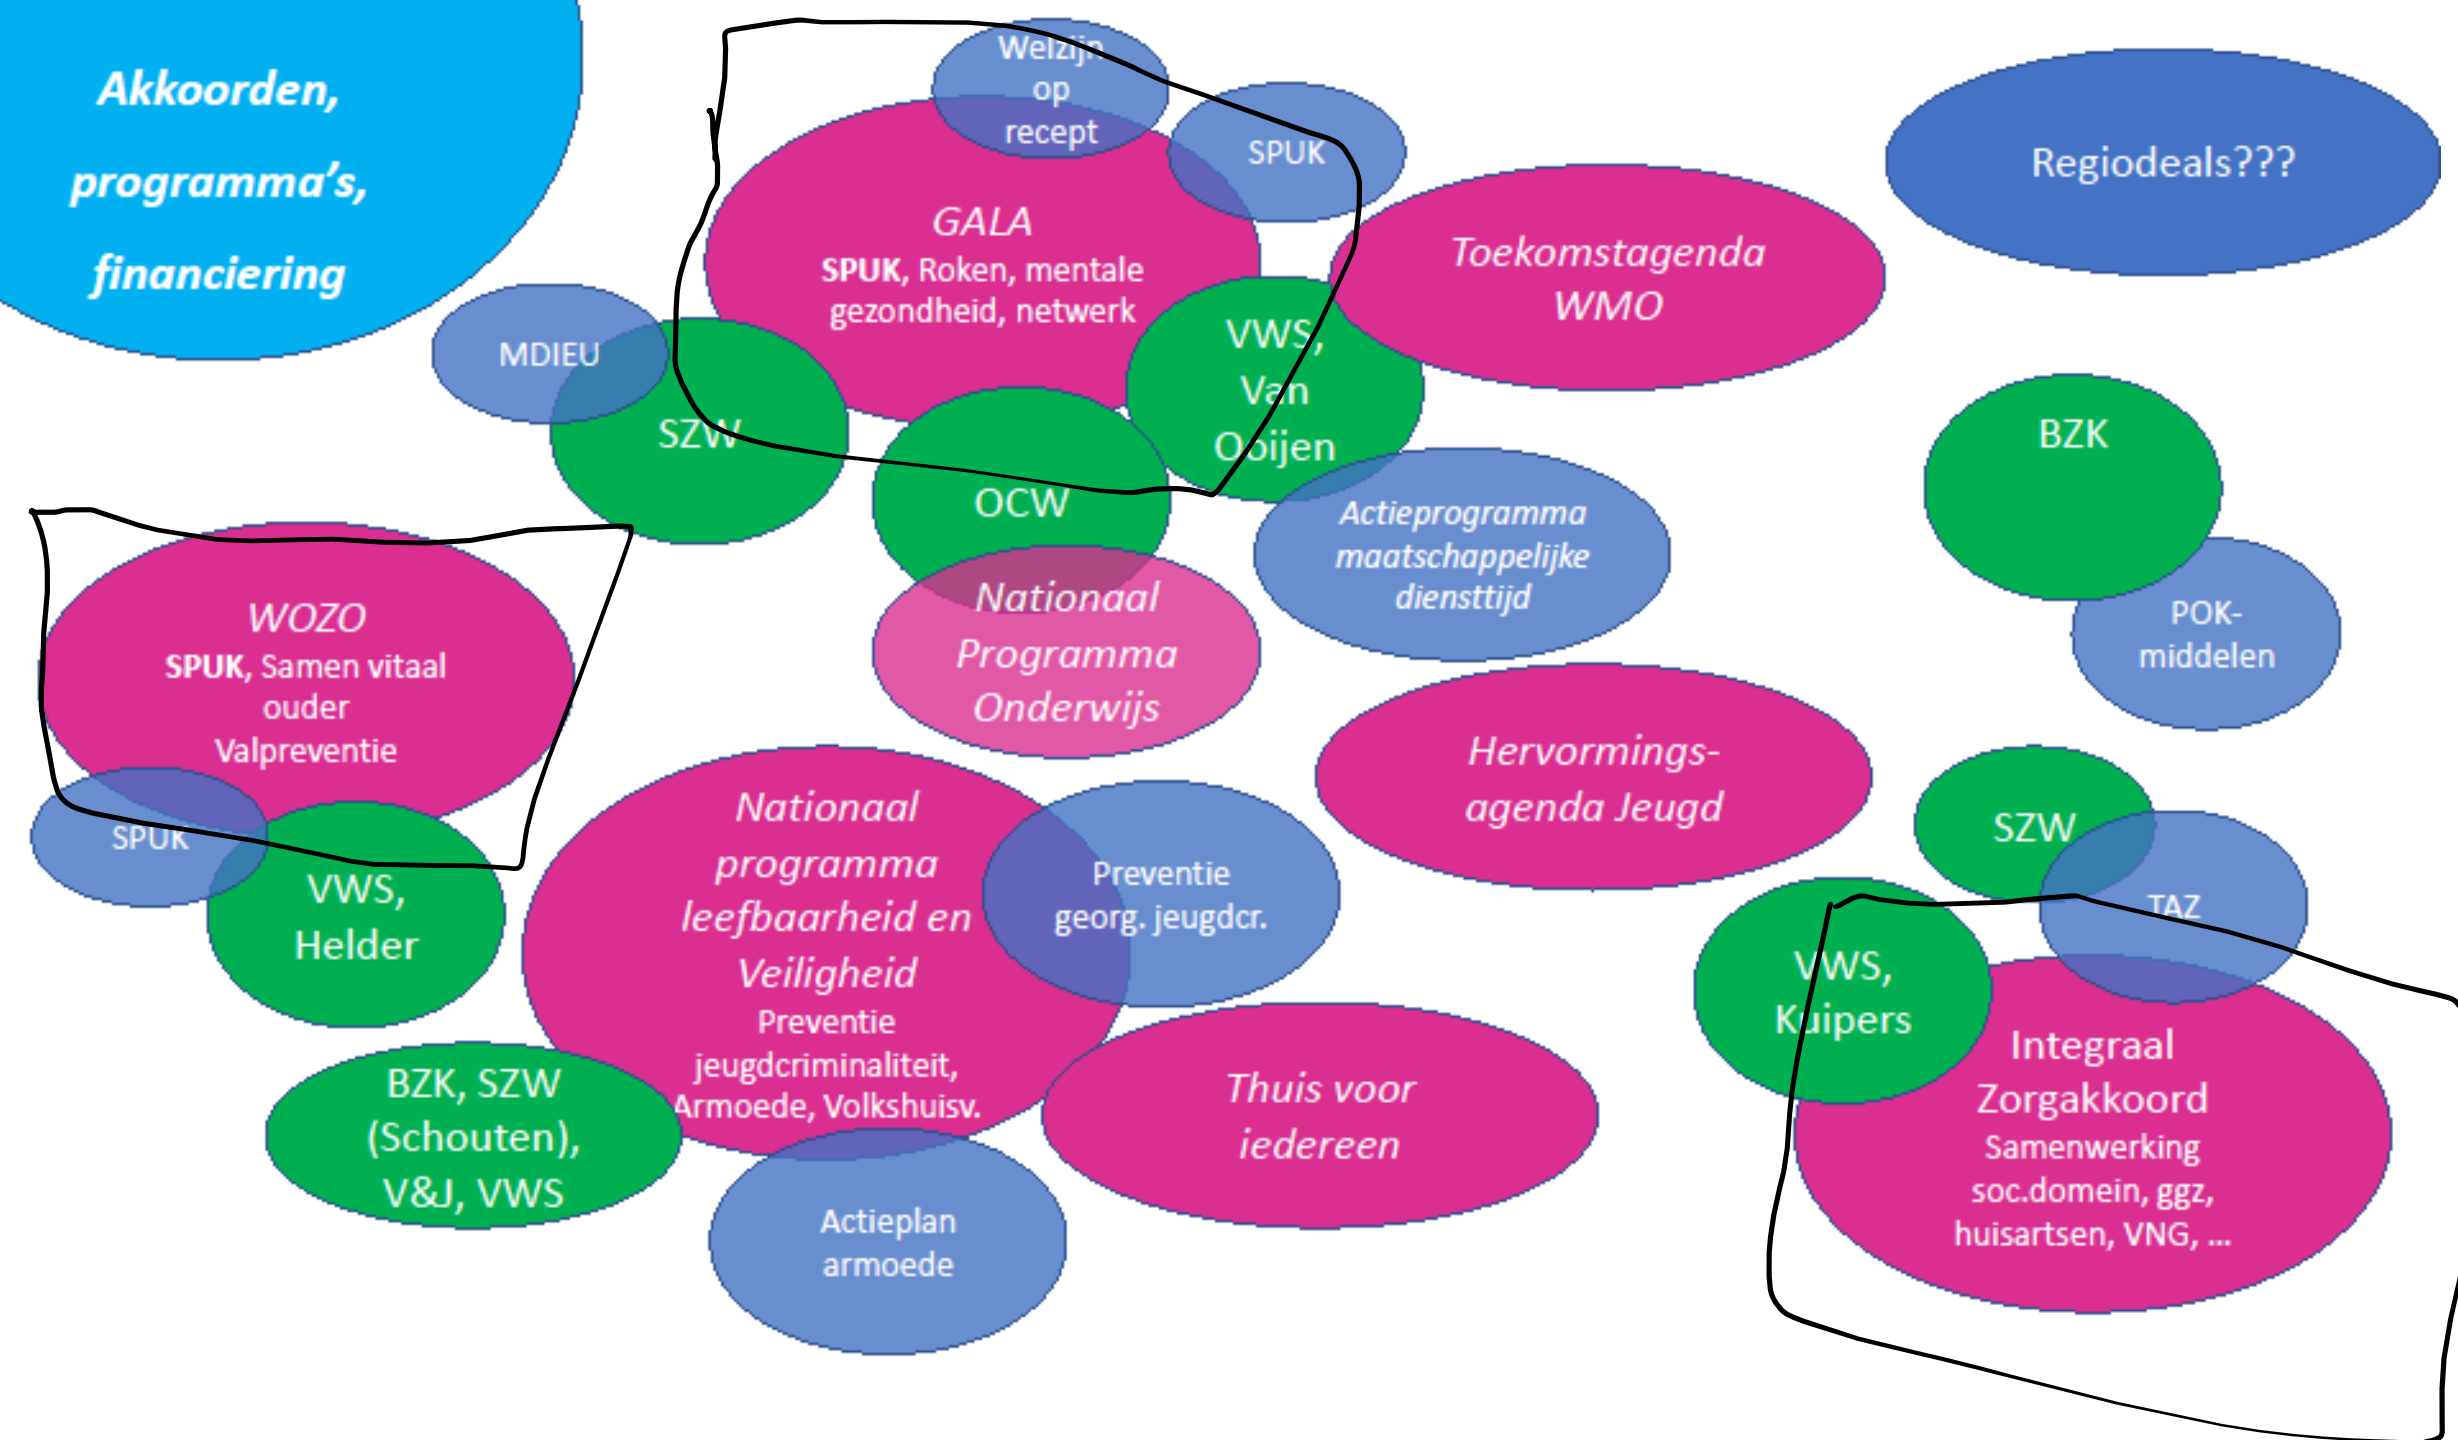 Akkoorden,
programma's,
financiering
Welzijn
op
recept
SPUK
GALA
SPUK, Roken, mentale
gezondheid, netwerk
Toekomstagenda
WMO
Regiodeals???
MDIEU
SZW
VWS,
Van
Ooijen
OCW
BZK
Actieprogramma
maatschappelijke
diensttijd
Nationaal
Programma
Onderwijs
POK-
middelen
WOZO
SPUK, Samen vitaal
ouder
Valpreventie
SPUK
VWS,
Helder
Nationaal
programma
leefbaarheid en
Veiligheid
Preventie
jeugdcriminaliteit,
Armoede, Volkshuisv.
Preventie
georg. jeugdcr.
Hervormings-
agenda Jeugd
SZW
TAZ
VWS,
Kuipers
Integraal
Zorgakkoord
Samenwerking
soc.domein, ggz,
huisartsen, VNG, ...
BZK, SZW
(Schouten),
V&J, VWS
Thuis voor
iedereen
Actieplan
armoede